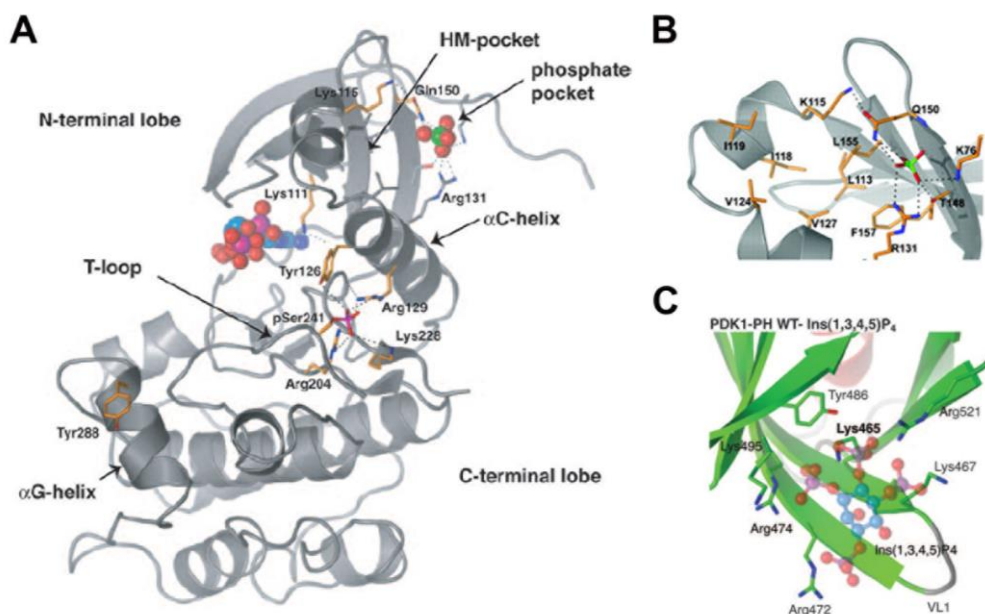 A
HM-pocket
phosphate
pocket
Lys115
Gln150
N-terminal lobe
Lys111
Arg131
αC-helix
T-loop
Tyr126
pSer241
Arg129
Lys228
Arg204
Tyr288
αG-helix
C-terminal lobe
B
K115
Q150
I119
L155
K76
I118
L113
V124
T148
V127
F157
R131
C
PDK1-PH WT- Ins(1,3,4,5)P4
Tyr486
Arg521
Lys465
Lys495
Lys467
Arg474
Ins(1,3,4,5)P4
Arg472
VL1